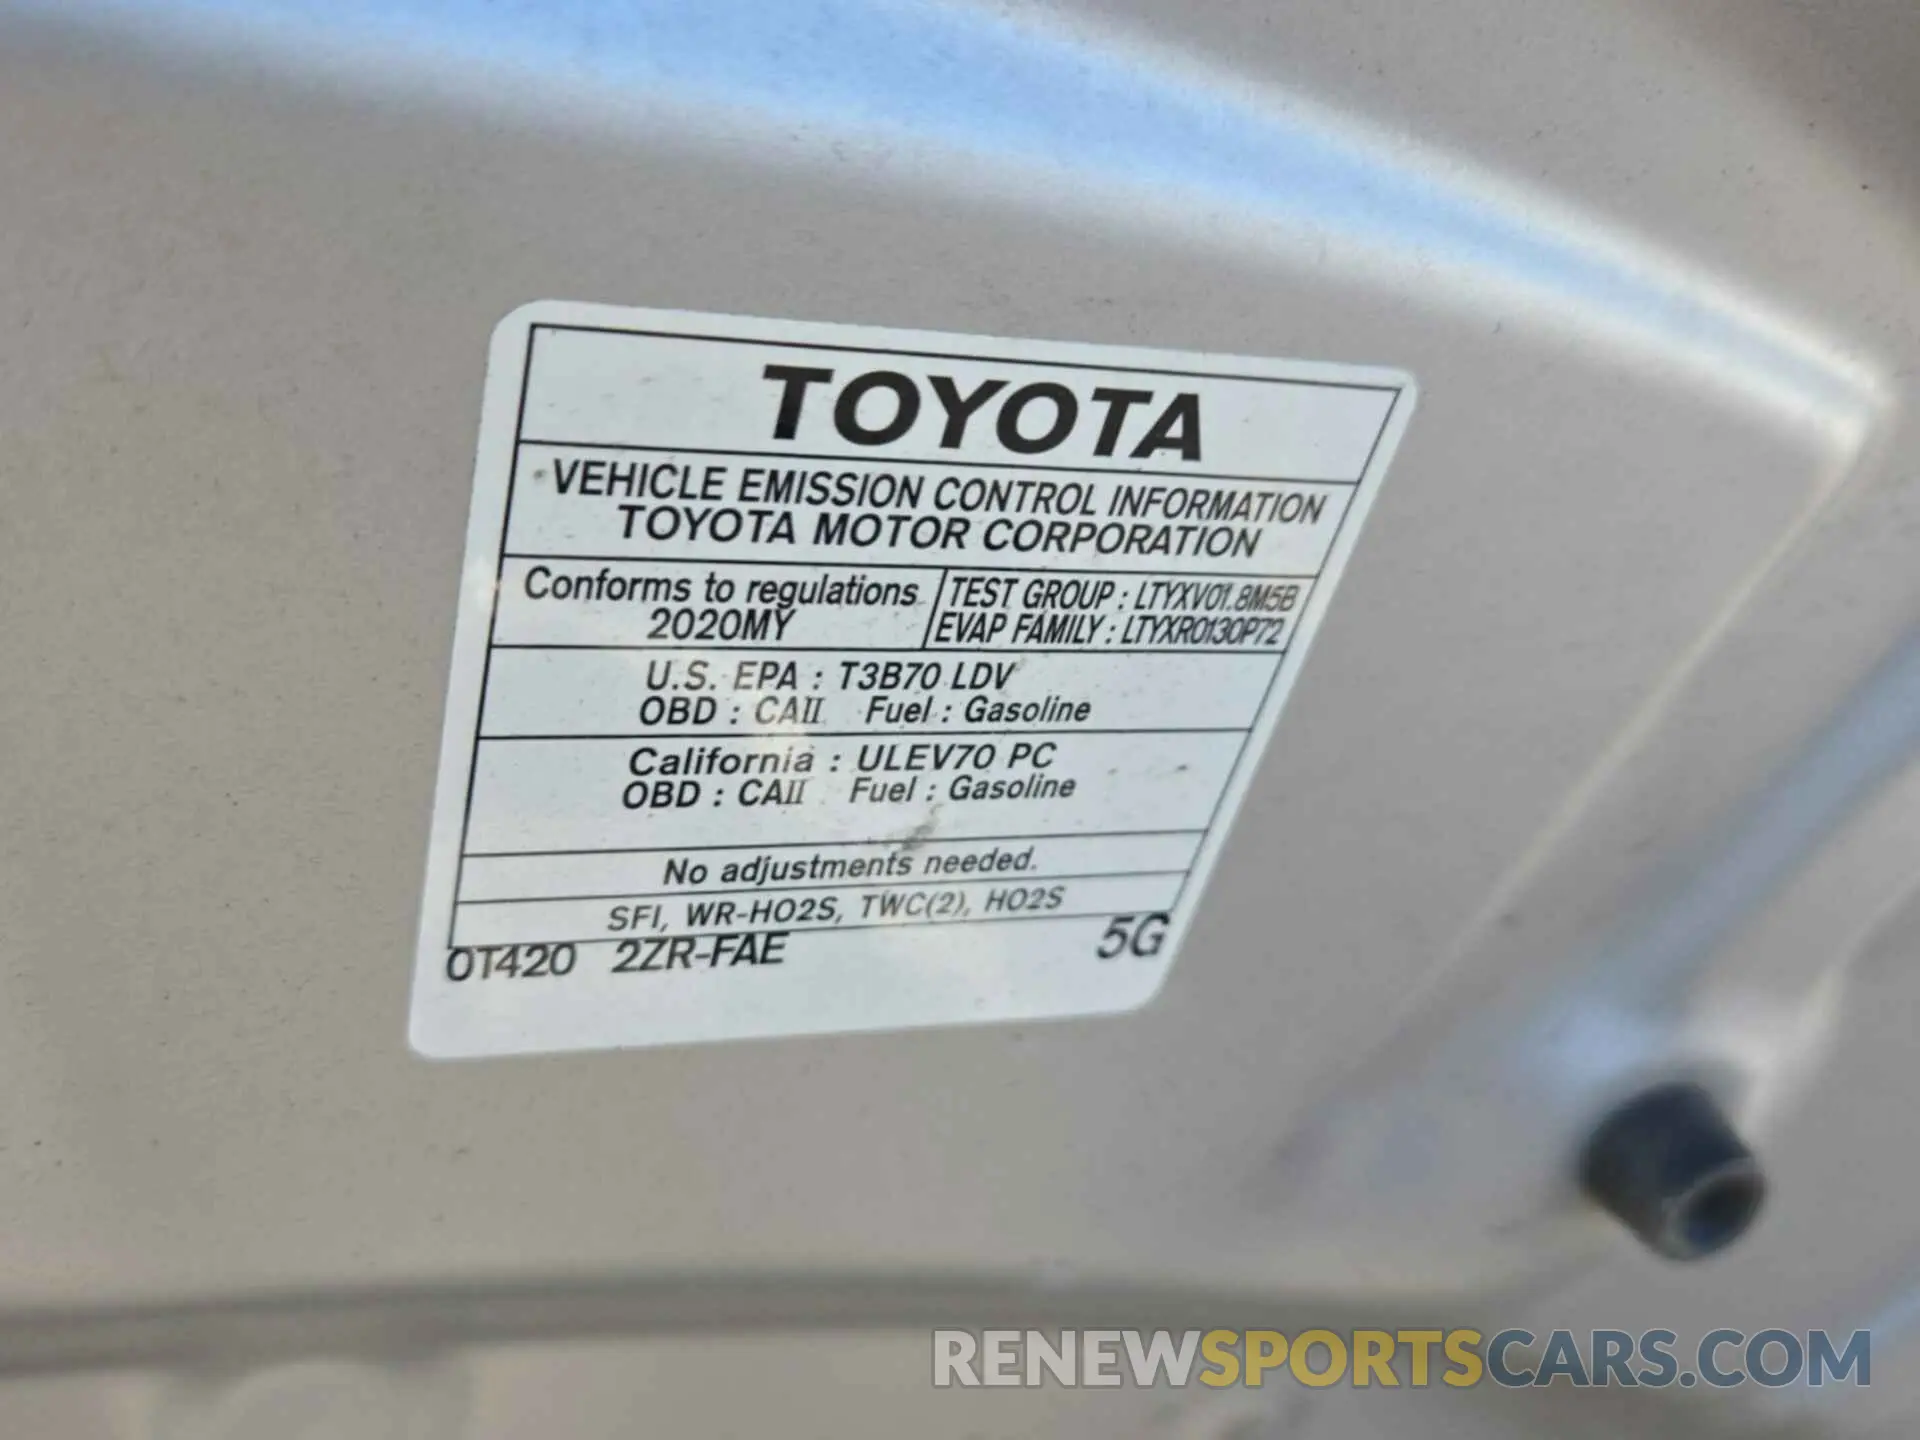 TOYOTA
VEHICLE EMISSION CONTROL INFORMATION
TOYOTA MOTOR CORPORATION
Conforms to regulations
2020MY
TEST GROUP : LTYXV01.8M5B
EVAP FAMILY : LTYXR0130P72
U.S. EPA : T3B70 LDV
OBD : CAII Fuel : Gasoline
California : ULEV70 PC
OBD : CAII Fuel : Gasoline
No adjustments needed.
SFI, WR-HO2S, TWC(2), HO2S
0T420 2ZR-FAE 5G
RENEWSPORTSCARS.COM